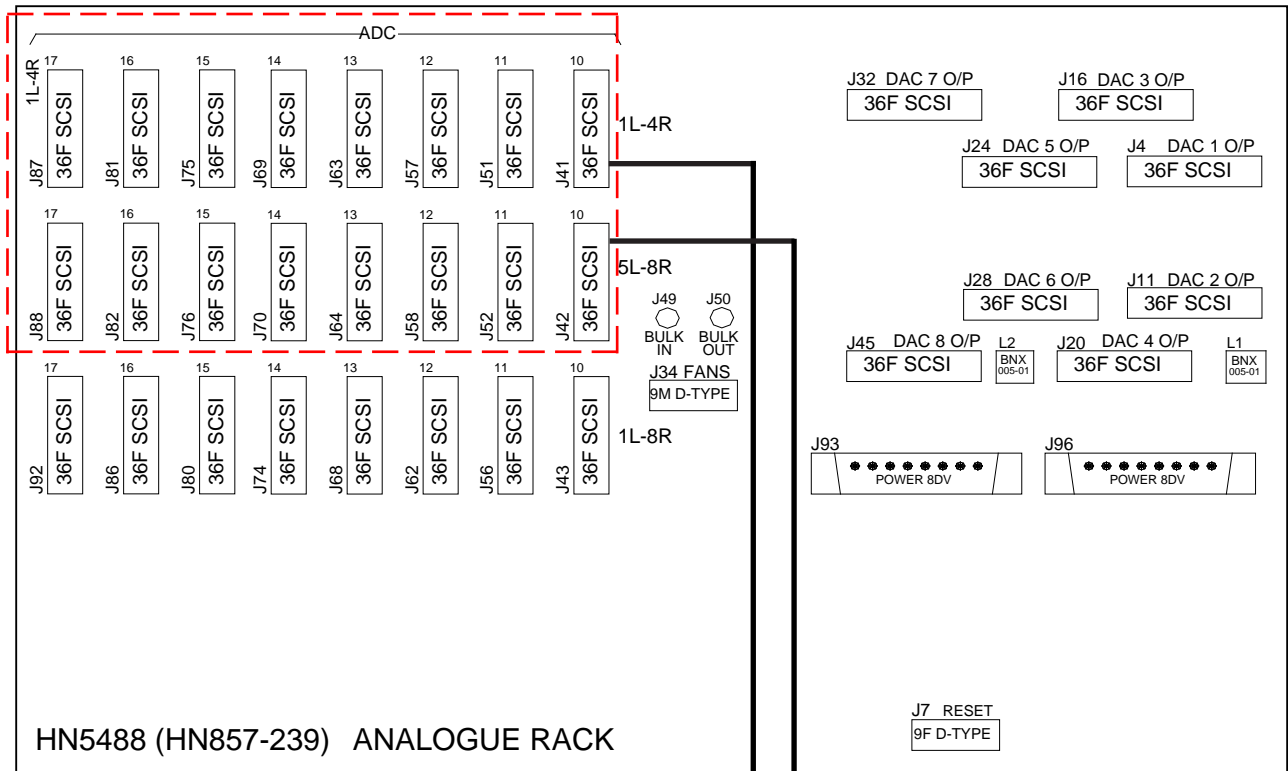 ADC
1L-4R
17 16 15 14 13 12 11 10
36F SCSI 36F SCSI 36F SCSI 36F SCSI 36F SCSI 36F SCSI 36F SCSI 36F SCSI
J87 J81 J75 J69 J63 J57 J51 J41
1L-4R
17 16 15 14 13 12 11 10
36F SCSI 36F SCSI 36F SCSI 36F SCSI 36F SCSI 36F SCSI 36F SCSI 36F SCSI
J88 J82 J76 J70 J64 J58 J52 J42
5L-8R
17 16 15 14 13 12 11 10
36F SCSI 36F SCSI 36F SCSI 36F SCSI 36F SCSI 36F SCSI 36F SCSI 36F SCSI
J92 J86 J80 J74 J68 J62 J56 J43
1L-8R
J49 J50
BULK IN
BULK OUT
J34 FANS
9M D-TYPE
J32 DAC 7 O/P
36F SCSI
J16 DAC 3 O/P
36F SCSI
J24 DAC 5 O/P
36F SCSI
J4 DAC 1 O/P
36F SCSI
J28 DAC 6 O/P
36F SCSI
J11 DAC 2 O/P
36F SCSI
J45 DAC 8 O/P
36F SCSI
L2
BNX
005-01
J20 DAC 4 O/P
36F SCSI
L1
BNX
005-01
J93
POWER 8DV
J96
POWER 8DV
J7 RESET
9F D-TYPE
HN5488 (HN857-239) ANALOGUE RACK